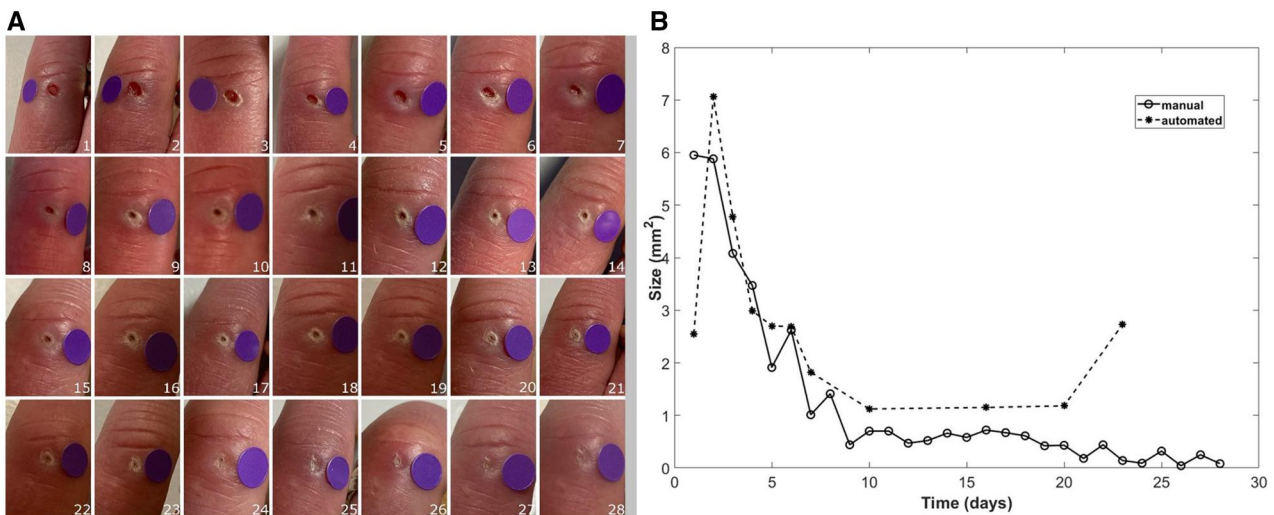 A
B
1 2 3 4 5 6 7
8 9 10 11 12 13 14
15 16 17 18 19 20 21
22 23 24 25 26 27 28
8
7
6
5
4
3
2
1
0
Size (mm²)
manual
automated
0 5 10 15 20 25 30
Time (days)